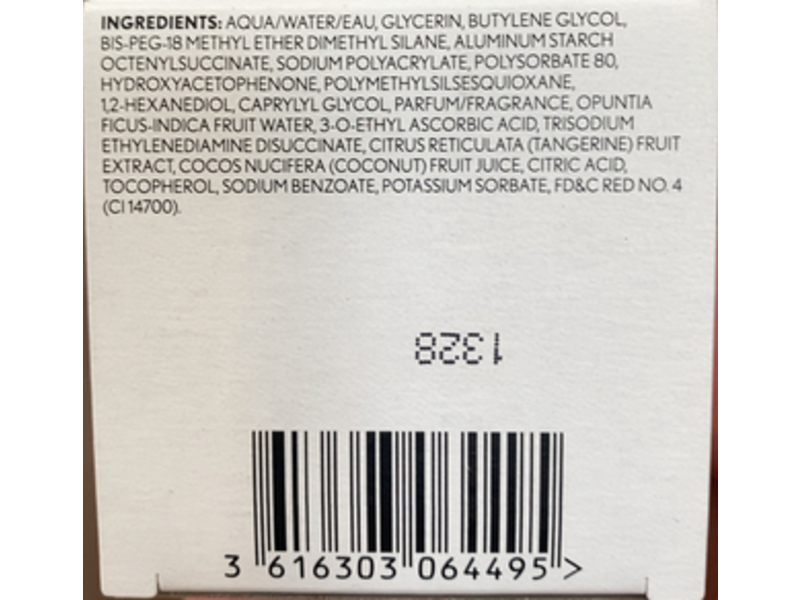 INGREDIENTS: AQUA/WATER/EAU, GLYCERIN, BUTYLENE GLYCOL,
BIS-PEG-18 METHYL ETHER DIMETHYL SILANE, ALUMINUM STARCH
OCTENYLSUCCINATE, SODIUM POLYACRYLATE, POLYSORBATE 80,
HYDROXYACETOPHENONE, POLYMETHYLSILSESQUIOXANE,
1,2-HEXANEDIOL, CAPRYLYL GLYCOL, PARFUM/FRAGRANCE, OPUNTIA
FICUS-INDICA FRUIT WATER, 3-O-ETHYL ASCORBIC ACID, TRISODIUM
ETHYLENEDIAMINE DISUCCINATE, CITRUS RETICULATA (TANGERINE) FRUIT
EXTRACT, COCOS NUCIFERA (COCONUT) FRUIT JUICE, CITRIC ACID,
TOCOPHEROL, SODIUM BENZOATE, POTASSIUM SORBATE, FD&C RED NO. 4
(CI 14700).
1328
3 616303 064495 >